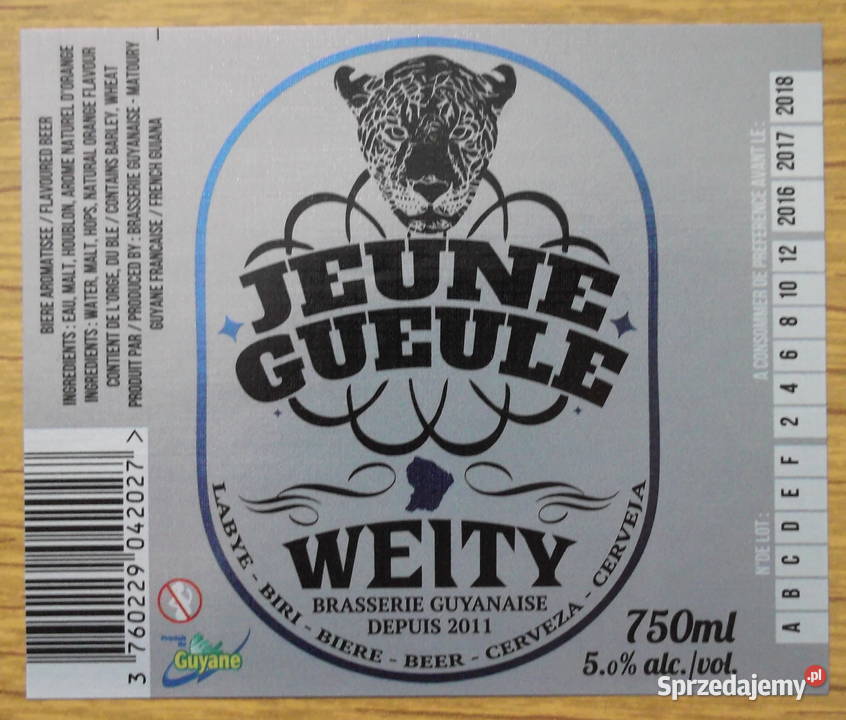 BIERE AROMATISEE / FLAVOURED BEER
INGREDIENTS : EAU, MALT, HOUBLON, AROME NATUREL D'ORANGE
INGREDIENTS : WATER, MALT, HOPS, NATURAL ORANGE FLAVOUR
CONTIENT DE L'ORGE, DU BLE / CONTAINS BARLEY, WHEAT
PRODUIT PAR / PRODUCED BY : BRASSERIE GUYANAISE - MATOURY
GUYANE FRANCAISE / FRENCH GUIANA
3 760229 042027 >
Produit de
Guyane
JEUNE
GUEULE
WEITY
BRASSERIE GUYANAISE
DEPUIS 2011
LABYE - BIRI - BIERE - BEER - CERVEZA - CERVEJA
750ml
5.0% alc./vol.
A CONSOMMER DE PREFERENCE AVANT LE :
N°DE LOT :
A B C D E F 2 4 6 8 10 12 2016 2017 2018
Sprzedajemy.pl